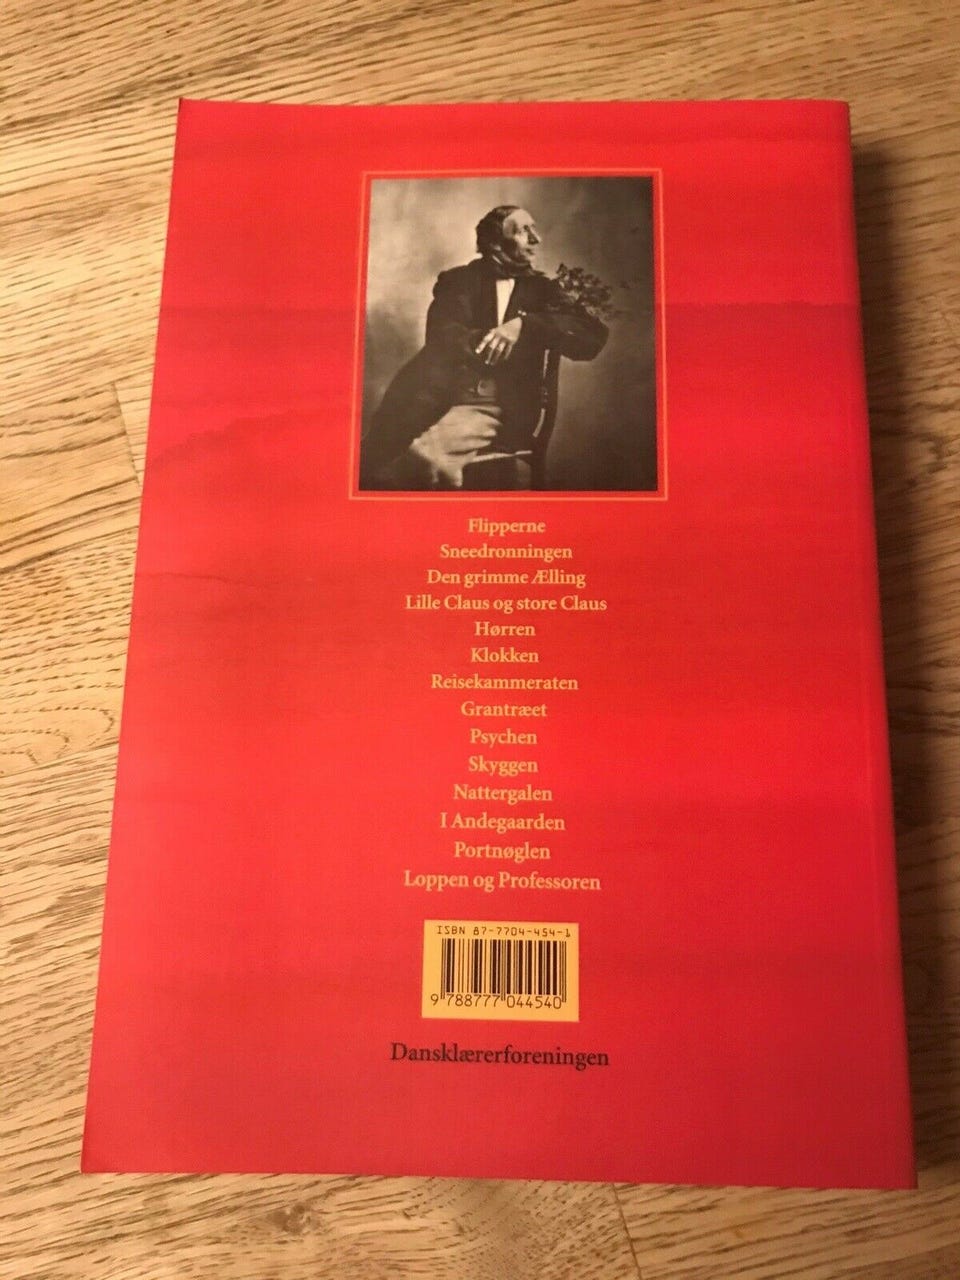 Flipperne
Sneedronningen
Den grimme Ælling
Lille Claus og store Claus
Hørren
Klokken
Reisekammeraten
Grantræet
Psychen
Skyggen
Nattergalen
I Andegaarden
Portnøglen
Loppen og Professoren
ISBN 87-7704-454-1
9 788777 044540
Dansklærerforeningen